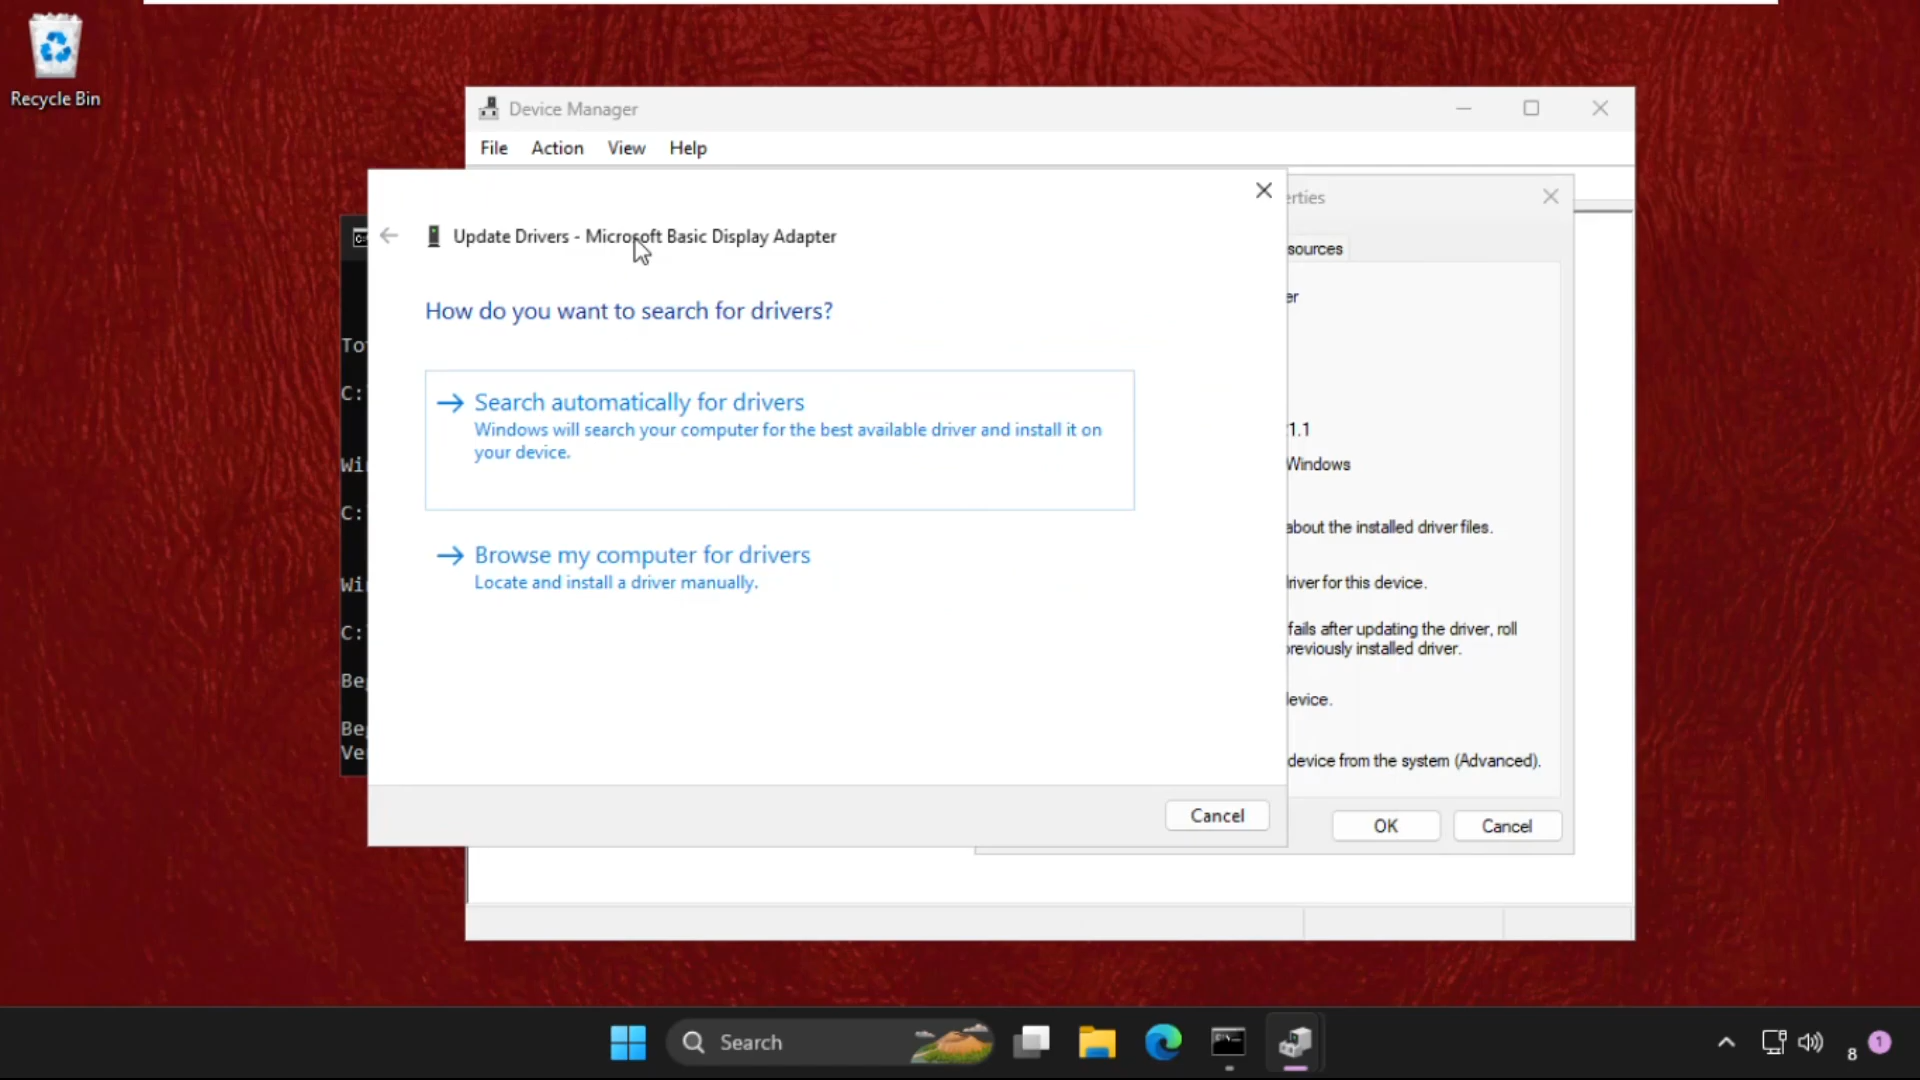 Recycle Bin
Device Manager
File Action View Help
erties
Update Drivers - Microsoft Basic Display Adapter
sources
How do you want to search for drivers?
er
Search automatically for drivers
Windows will search your computer for the best available driver and install it on
your device.
1.1
Windows
about the installed driver files.
Browse my computer for drivers
Locate and install a driver manually.
river for this device.
fails after updating the driver, roll
previously installed driver.
evice.
device from the system (Advanced).
Cancel
OK
Cancel
To
C:
Wi
C:
Wi
C:
Be
Be
Ve
Search
8
1